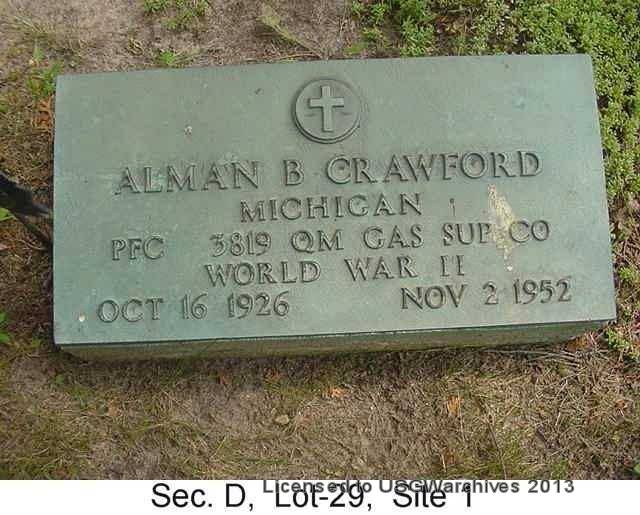 ALMAN B CRAWFORD
MICHIGAN
PFC 3819 QM GAS SUP CO
WORLD WAR II
OCT 16 1926 NOV 2 1952
Licensed to USGWarchives 2013
Sec. D, Lot-29, Site 1